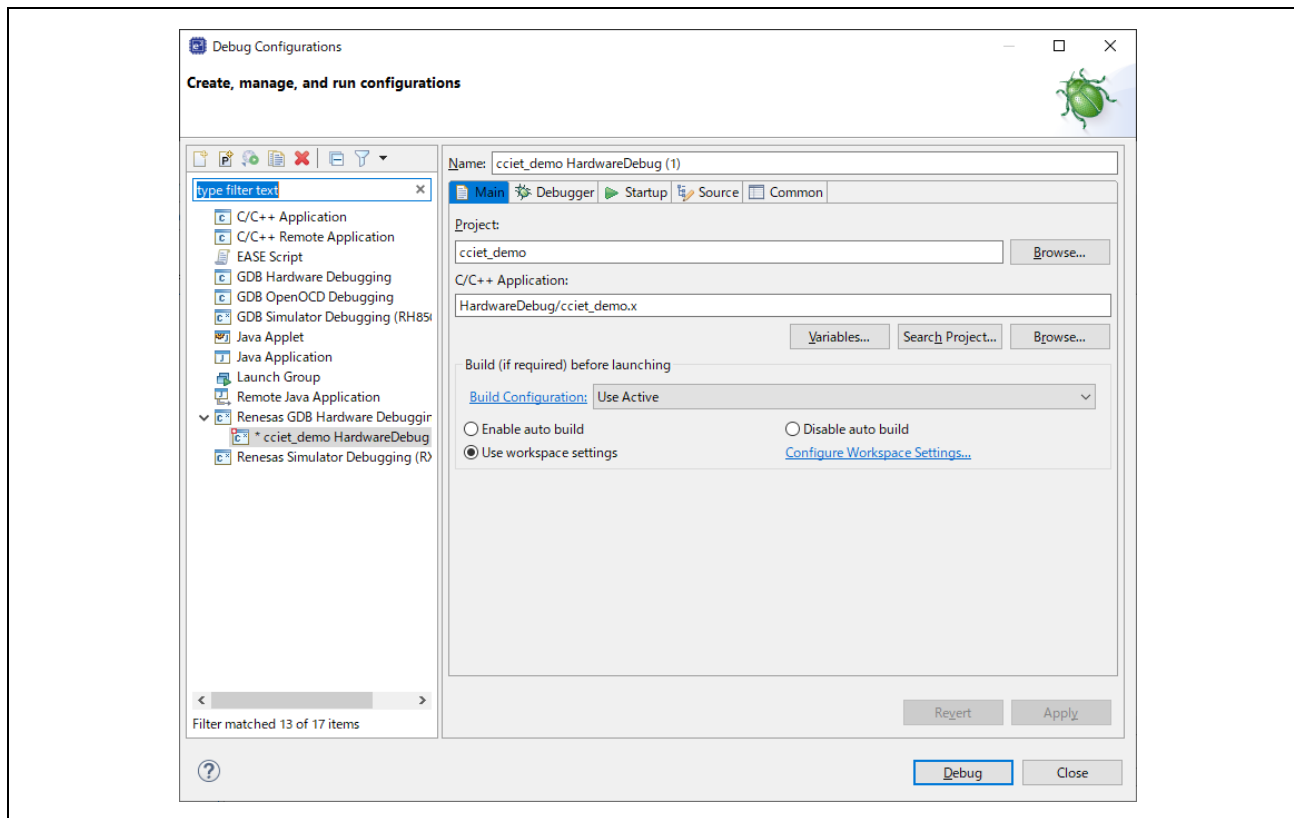 Debug Configurations
Create, manage, and run configurations
type filter text
C/C++ Application
C/C++ Remote Application
EASE Script
GDB Hardware Debugging
GDB OpenOCD Debugging
GDB Simulator Debugging (RH850
Java Applet
Java Application
Launch Group
Remote Java Application
Renesas GDB Hardware Debuggin
* cciet_demo HardwareDebug
Renesas Simulator Debugging (RX
Filter matched 13 of 17 items
Name: cciet_demo HardwareDebug (1)
Main Debugger Startup Source Common
Project:
cciet_demo Browse...
C/C++ Application:
HardwareDebug/cciet_demo.x
Variables... Search Project... Browse...
Build (if required) before launching
Build Configuration: Use Active
Enable auto build Disable auto build
Use workspace settings Configure Workspace Settings...
Revert Apply
Debug Close